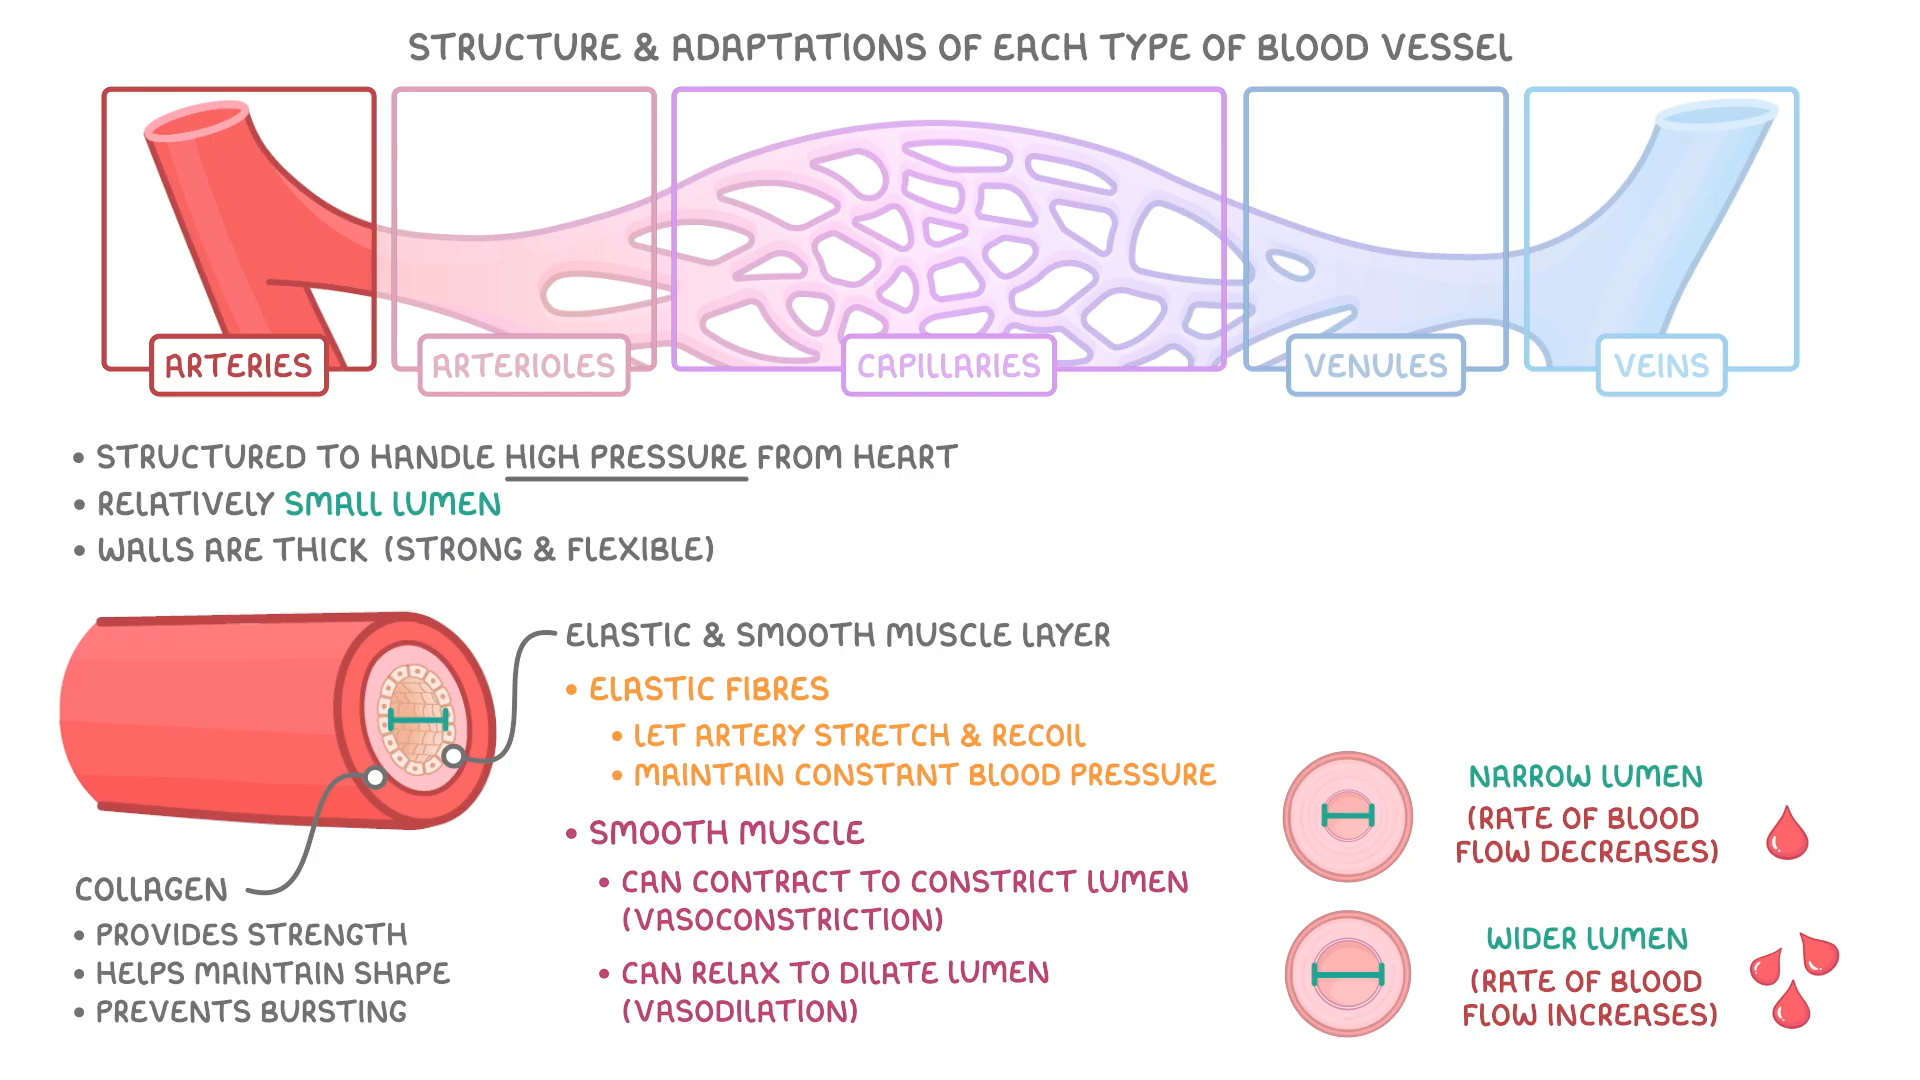 STRUCTURE & ADAPTATIONS OF EACH TYPE OF BLOOD VESSEL
ARTERIES
ARTERIOLES
CAPILLARIES
VENULES
VEINS
• STRUCTURED TO HANDLE HIGH PRESSURE FROM HEART
• RELATIVELY SMALL LUMEN
• WALLS ARE THICK (STRONG & FLEXIBLE)
ELASTIC & SMOOTH MUSCLE LAYER
• ELASTIC FIBRES
• LET ARTERY STRETCH & RECOIL
• MAINTAIN CONSTANT BLOOD PRESSURE
• SMOOTH MUSCLE
• CAN CONTRACT TO CONSTRICT LUMEN
(VASOCONSTRICTION)
• CAN RELAX TO DILATE LUMEN
(VASODILATION)
COLLAGEN
• PROVIDES STRENGTH
• HELPS MAINTAIN SHAPE
• PREVENTS BURSTING
NARROW LUMEN
(RATE OF BLOOD
FLOW DECREASES)
WIDER LUMEN
(RATE OF BLOOD
FLOW INCREASES)